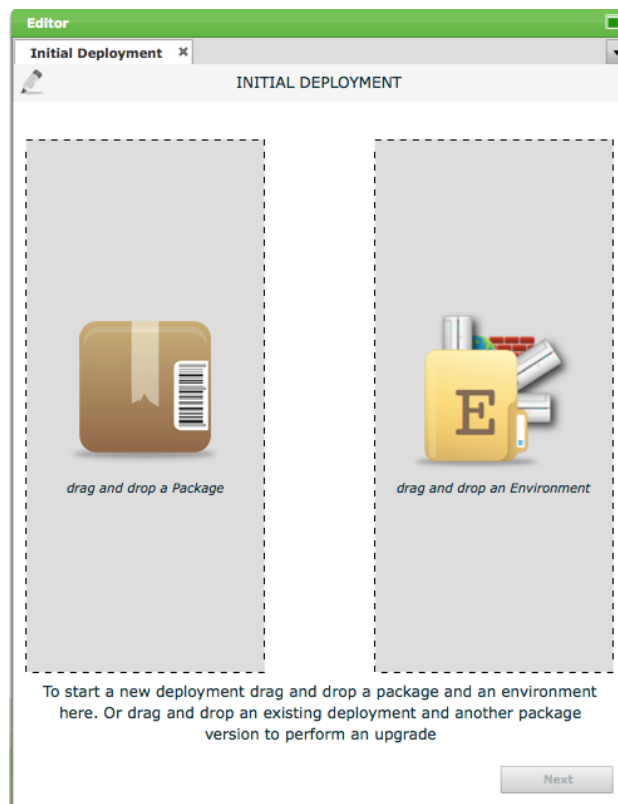 Editor
Initial Deployment
INITIAL DEPLOYMENT
E
drag and drop a Package
drag and drop an Environment
To start a new deployment drag and drop a package and an environment
here. Or drag and drop an existing deployment and another package
version to perform an upgrade
Next